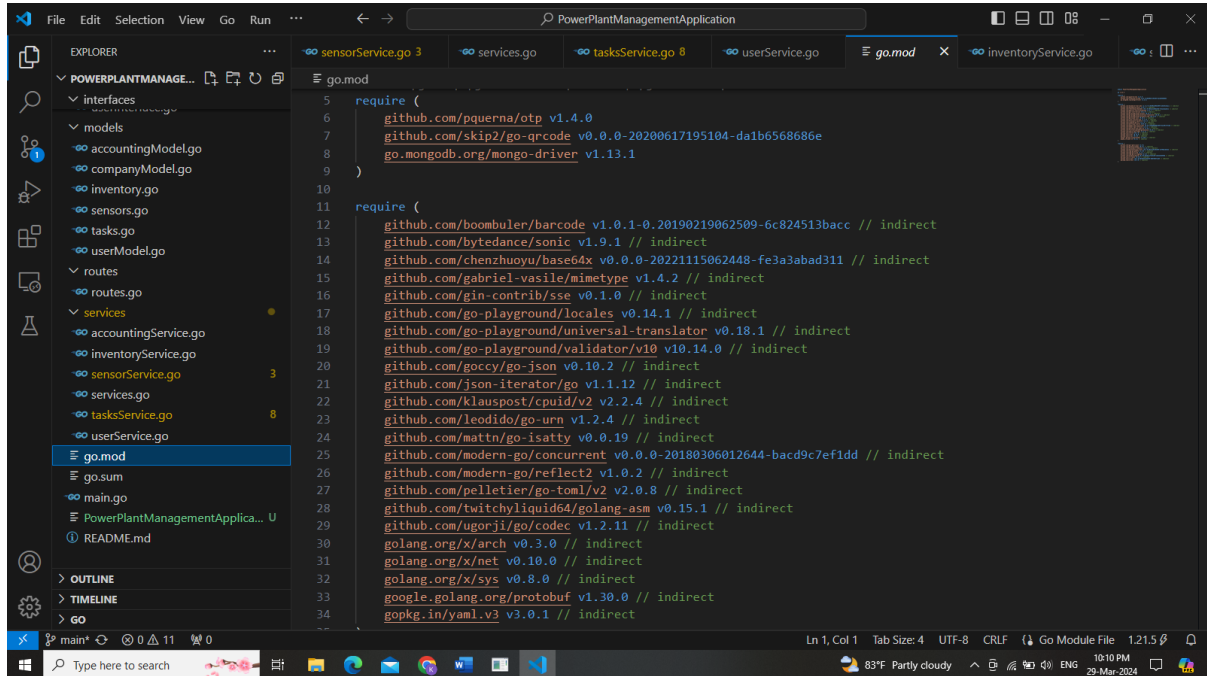 File Edit Selection View Go Run ···
PowerPlantManagementApplication
EXPLORER
sensorService.go 3
services.go
tasksService.go 8
userService.go
go.mod
inventoryService.go
POWERPLANTMANAGE...
interfaces
models
accountingModel.go
companyModel.go
inventory.go
sensors.go
tasks.go
userModel.go
routes
routes.go
services
accountingService.go
inventoryService.go
sensorService.go 3
services.go
tasksService.go 8
userService.go
go.mod
go.sum
main.go
PowerPlantManagementApplica... U
README.md
OUTLINE
TIMELINE
GO
1
go.mod
5 require (
6 github.com/pquerna/otp v1.4.0
7 github.com/skip2/go-qrcode v0.0.0-20200617195104-da1b6568686e
8 go.mongodb.org/mongo-driver v1.13.1
9 )
10
11 require (
12 github.com/boombuler/barcode v1.0.1-0.20190219062509-6c824513bacc // indirect
13 github.com/bytedance/sonic v1.9.1 // indirect
14 github.com/chenzhuoyu/base64x v0.0.0-20221115062448-fe3a3abad311 // indirect
15 github.com/gabriel-vasile/mimetype v1.4.2 // indirect
16 github.com/gin-contrib/sse v0.1.0 // indirect
17 github.com/go-playground/locales v0.14.1 // indirect
18 github.com/go-playground/universal-translator v0.18.1 // indirect
19 github.com/go-playground/validator/v10 v10.14.0 // indirect
20 github.com/goccy/go-json v0.10.2 // indirect
21 github.com/json-iterator/go v1.1.12 // indirect
22 github.com/klauspost/cpuid/v2 v2.2.4 // indirect
23 github.com/leodido/go-urn v1.2.4 // indirect
24 github.com/mattn/go-isatty v0.0.19 // indirect
25 github.com/modern-go/concurrent v0.0.0-20180306012644-bacd9c7ef1dd // indirect
26 github.com/modern-go/reflect2 v1.0.2 // indirect
27 github.com/pelletier/go-toml/v2 v2.0.8 // indirect
28 github.com/twitchyliquid64/golang-asm v0.15.1 // indirect
29 github.com/ugorji/go/codec v1.2.11 // indirect
30 golang.org/x/arch v0.3.0 // indirect
31 golang.org/x/net v0.10.0 // indirect
32 golang.org/x/sys v0.8.0 // indirect
33 google.golang.org/protobuf v1.30.0 // indirect
34 gopkg.in/yaml.v3 v3.0.1 // indirect
main* 0 11 0
Ln 1, Col 1 Tab Size: 4 UTF-8 CRLF Go Module File 1.21.5
Type here to search
83°F Partly cloudy
ENG
10:10 PM
29-Mar-2024